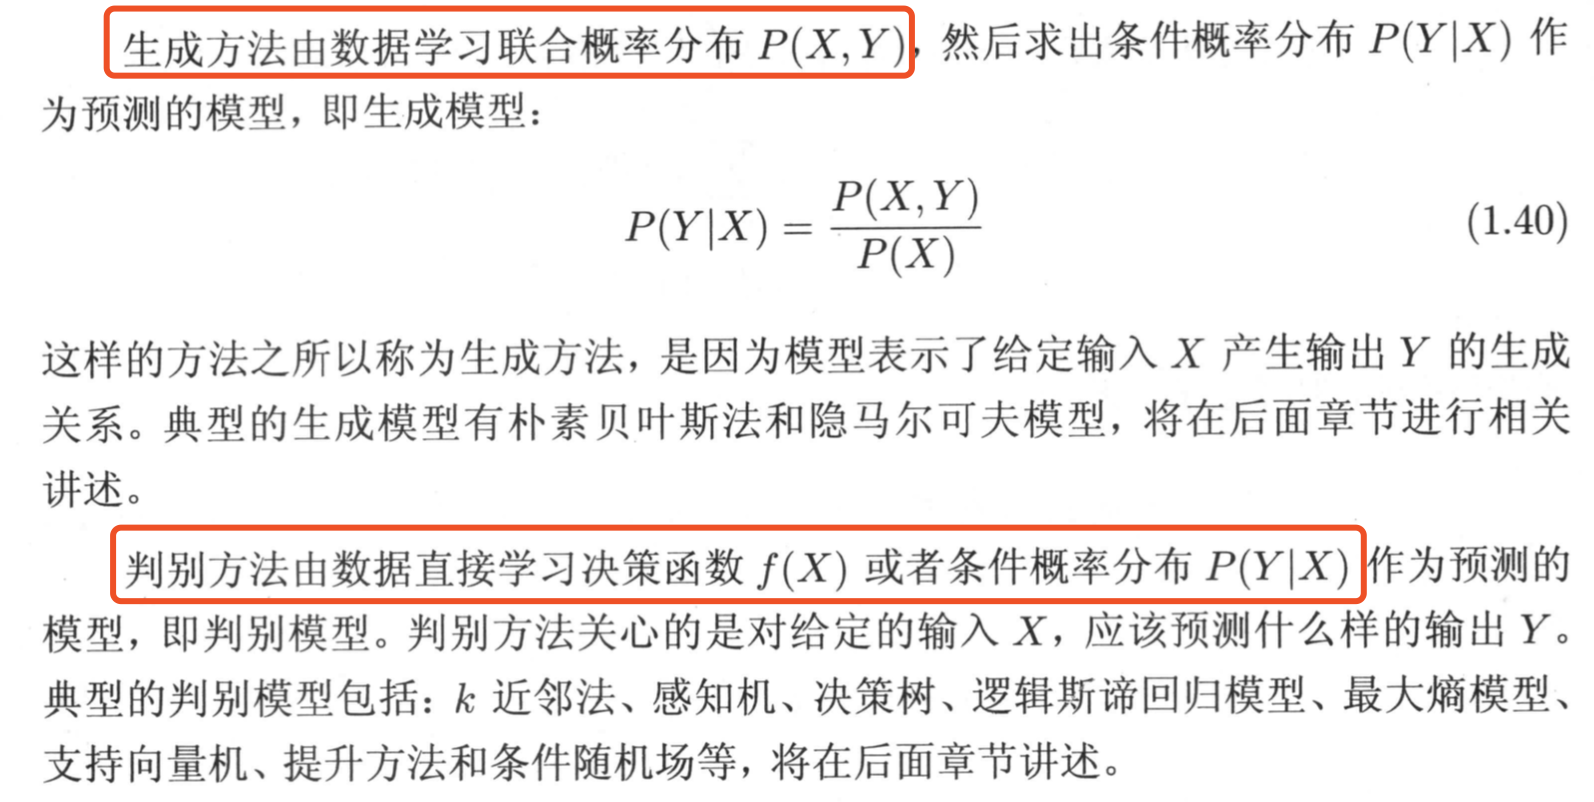 生成方法由数据学习联合概率分布 P(X,Y),然后求出条件概率分布 P(Y|X) 作
为预测的模型,即生成模型:
P(Y|X) = P(X,Y) / P(X) (1.40)
这样的方法之所以称为生成方法,是因为模型表示了给定输入 X 产生输出 Y 的生成
关系。典型的生成模型有朴素贝叶斯法和隐马尔可夫模型,将在后面章节进行相关
讲述。
判别方法由数据直接学习决策函数 f(X) 或者条件概率分布 P(Y|X) 作为预测的
模型,即判别模型。判别方法关心的是对给定的输入 X,应该预测什么样的输出 Y。
典型的判别模型包括:k 近邻法、感知机、决策树、逻辑斯谛回归模型、最大熵模型、
支持向量机、提升方法和条件随机场等,将在后面章节讲述。